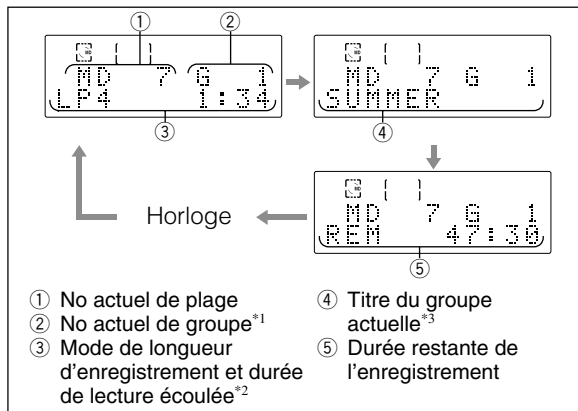 ① ②
MD 7 G 1
LP4 1:34
③
MD 7 G 1
SUMMER
④
Horloge
MD 7 G 1
REM 47:30
⑤
① No actuel de plage
② No actuel de groupe*1
③ Mode de longueur
d'enregistrement et durée
de lecture écoulée*2
④ Titre du groupe
actuelle*3
⑤ Durée restante de
l'enregistrement